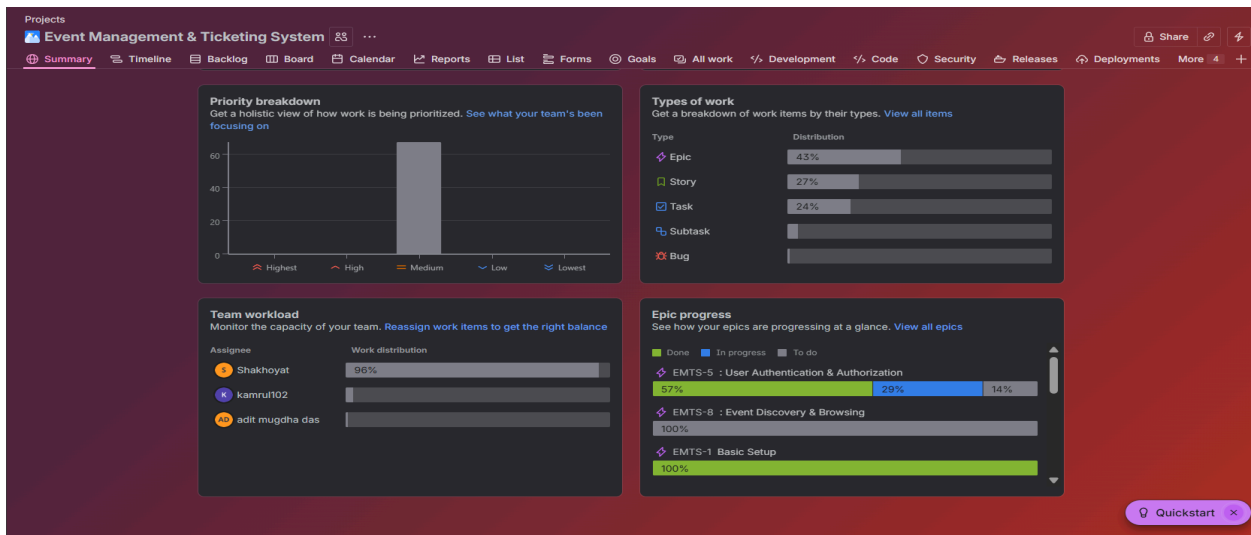 Projects
Event Management & Ticketing System
Share
Summary Timeline Backlog Board Calendar Reports List Forms Goals All work Development Code Security Releases Deployments More 4
Priority breakdown
Get a holistic view of how work is being prioritized. See what your team's been
focusing on
60
40
20
0
Highest High Medium Low Lowest
Types of work
Get a breakdown of work items by their types. View all items
Type Distribution
Epic 43%
Story 27%
Task 24%
Subtask
Bug
Team workload
Monitor the capacity of your team. Reassign work items to get the right balance
Assignee Work distribution
S Shakhoyat 96%
K kamrul102
AD adit mugdha das
Epic progress
See how your epics are progressing at a glance. View all epics
Done In progress To do
EMTS-5 : User Authentication & Authorization
57% 29% 14%
EMTS-8 : Event Discovery & Browsing
100%
EMTS-1 Basic Setup
100%
Quickstart